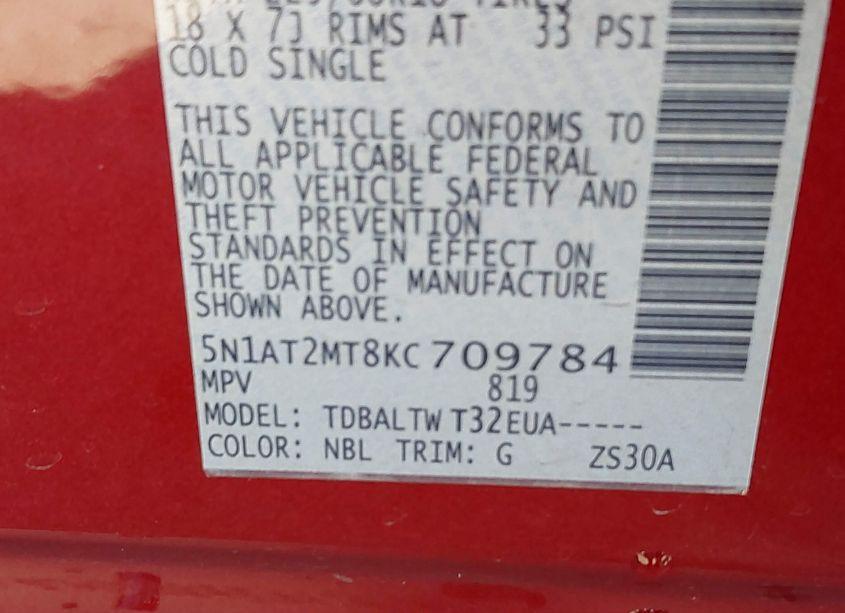 18 X 7J RIMS AT 33 PSI
COLD SINGLE
THIS VEHICLE CONFORMS TO
ALL APPLICABLE FEDERAL
MOTOR VEHICLE SAFETY AND
THEFT PREVENTION
STANDARDS IN EFFECT ON
THE DATE OF MANUFACTURE
SHOWN ABOVE.
5N1AT2MT8KC709784
MPV 819
MODEL: TDBALTW T32EUA-----
COLOR: NBL TRIM: G ZS30A